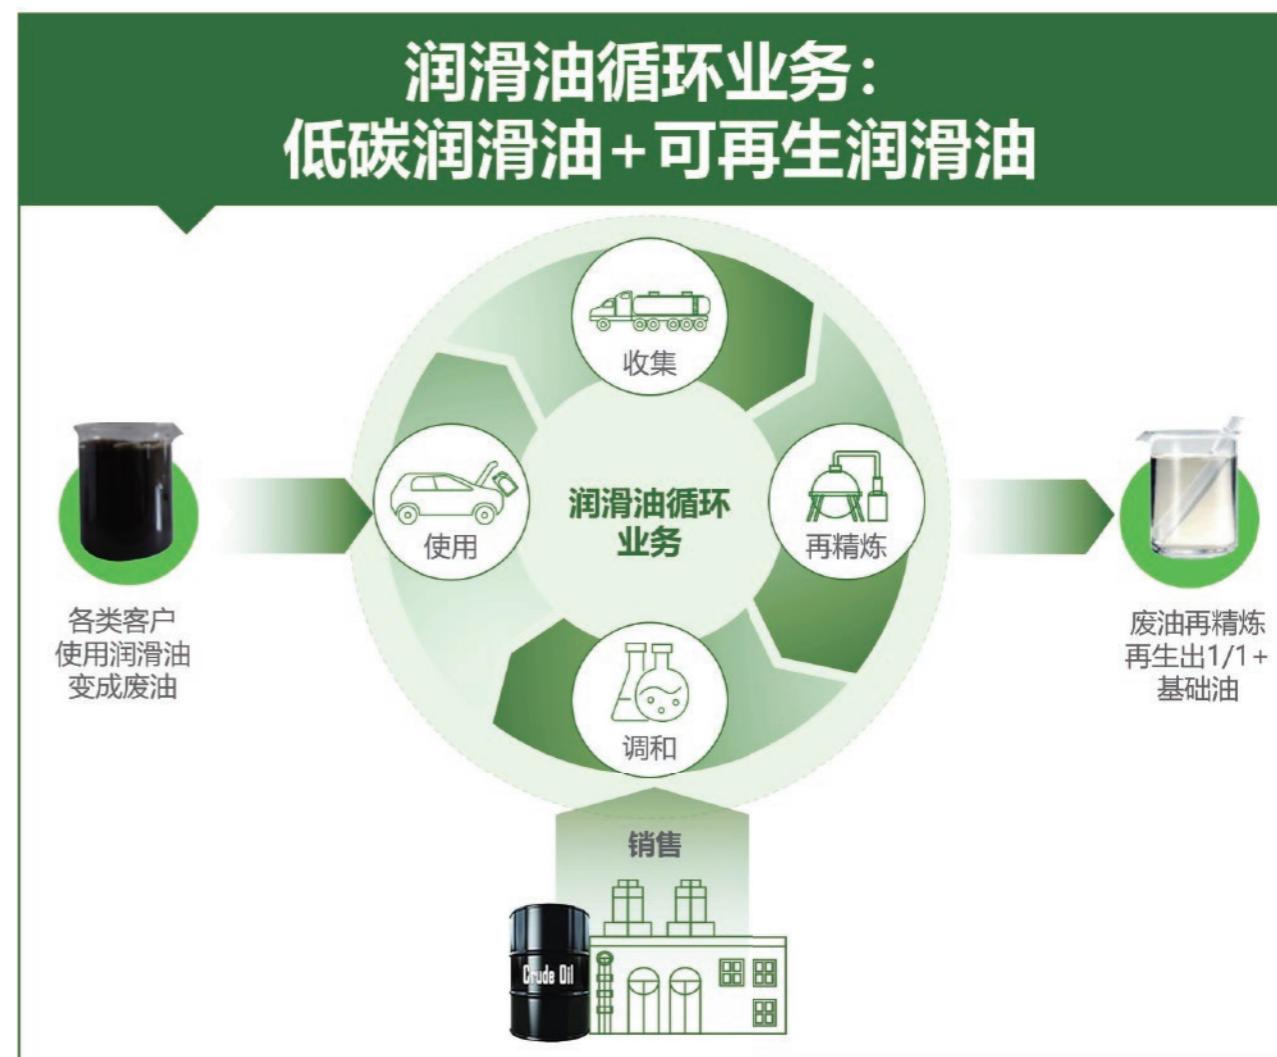 润滑油循环业务：
低碳润滑油+可再生润滑油
收集
使用
润滑油循环
业务
再精炼
调和
各类客户
使用润滑油
变成废油
废油再精炼
再生出1/1+
基础油
销售
Crude Oil